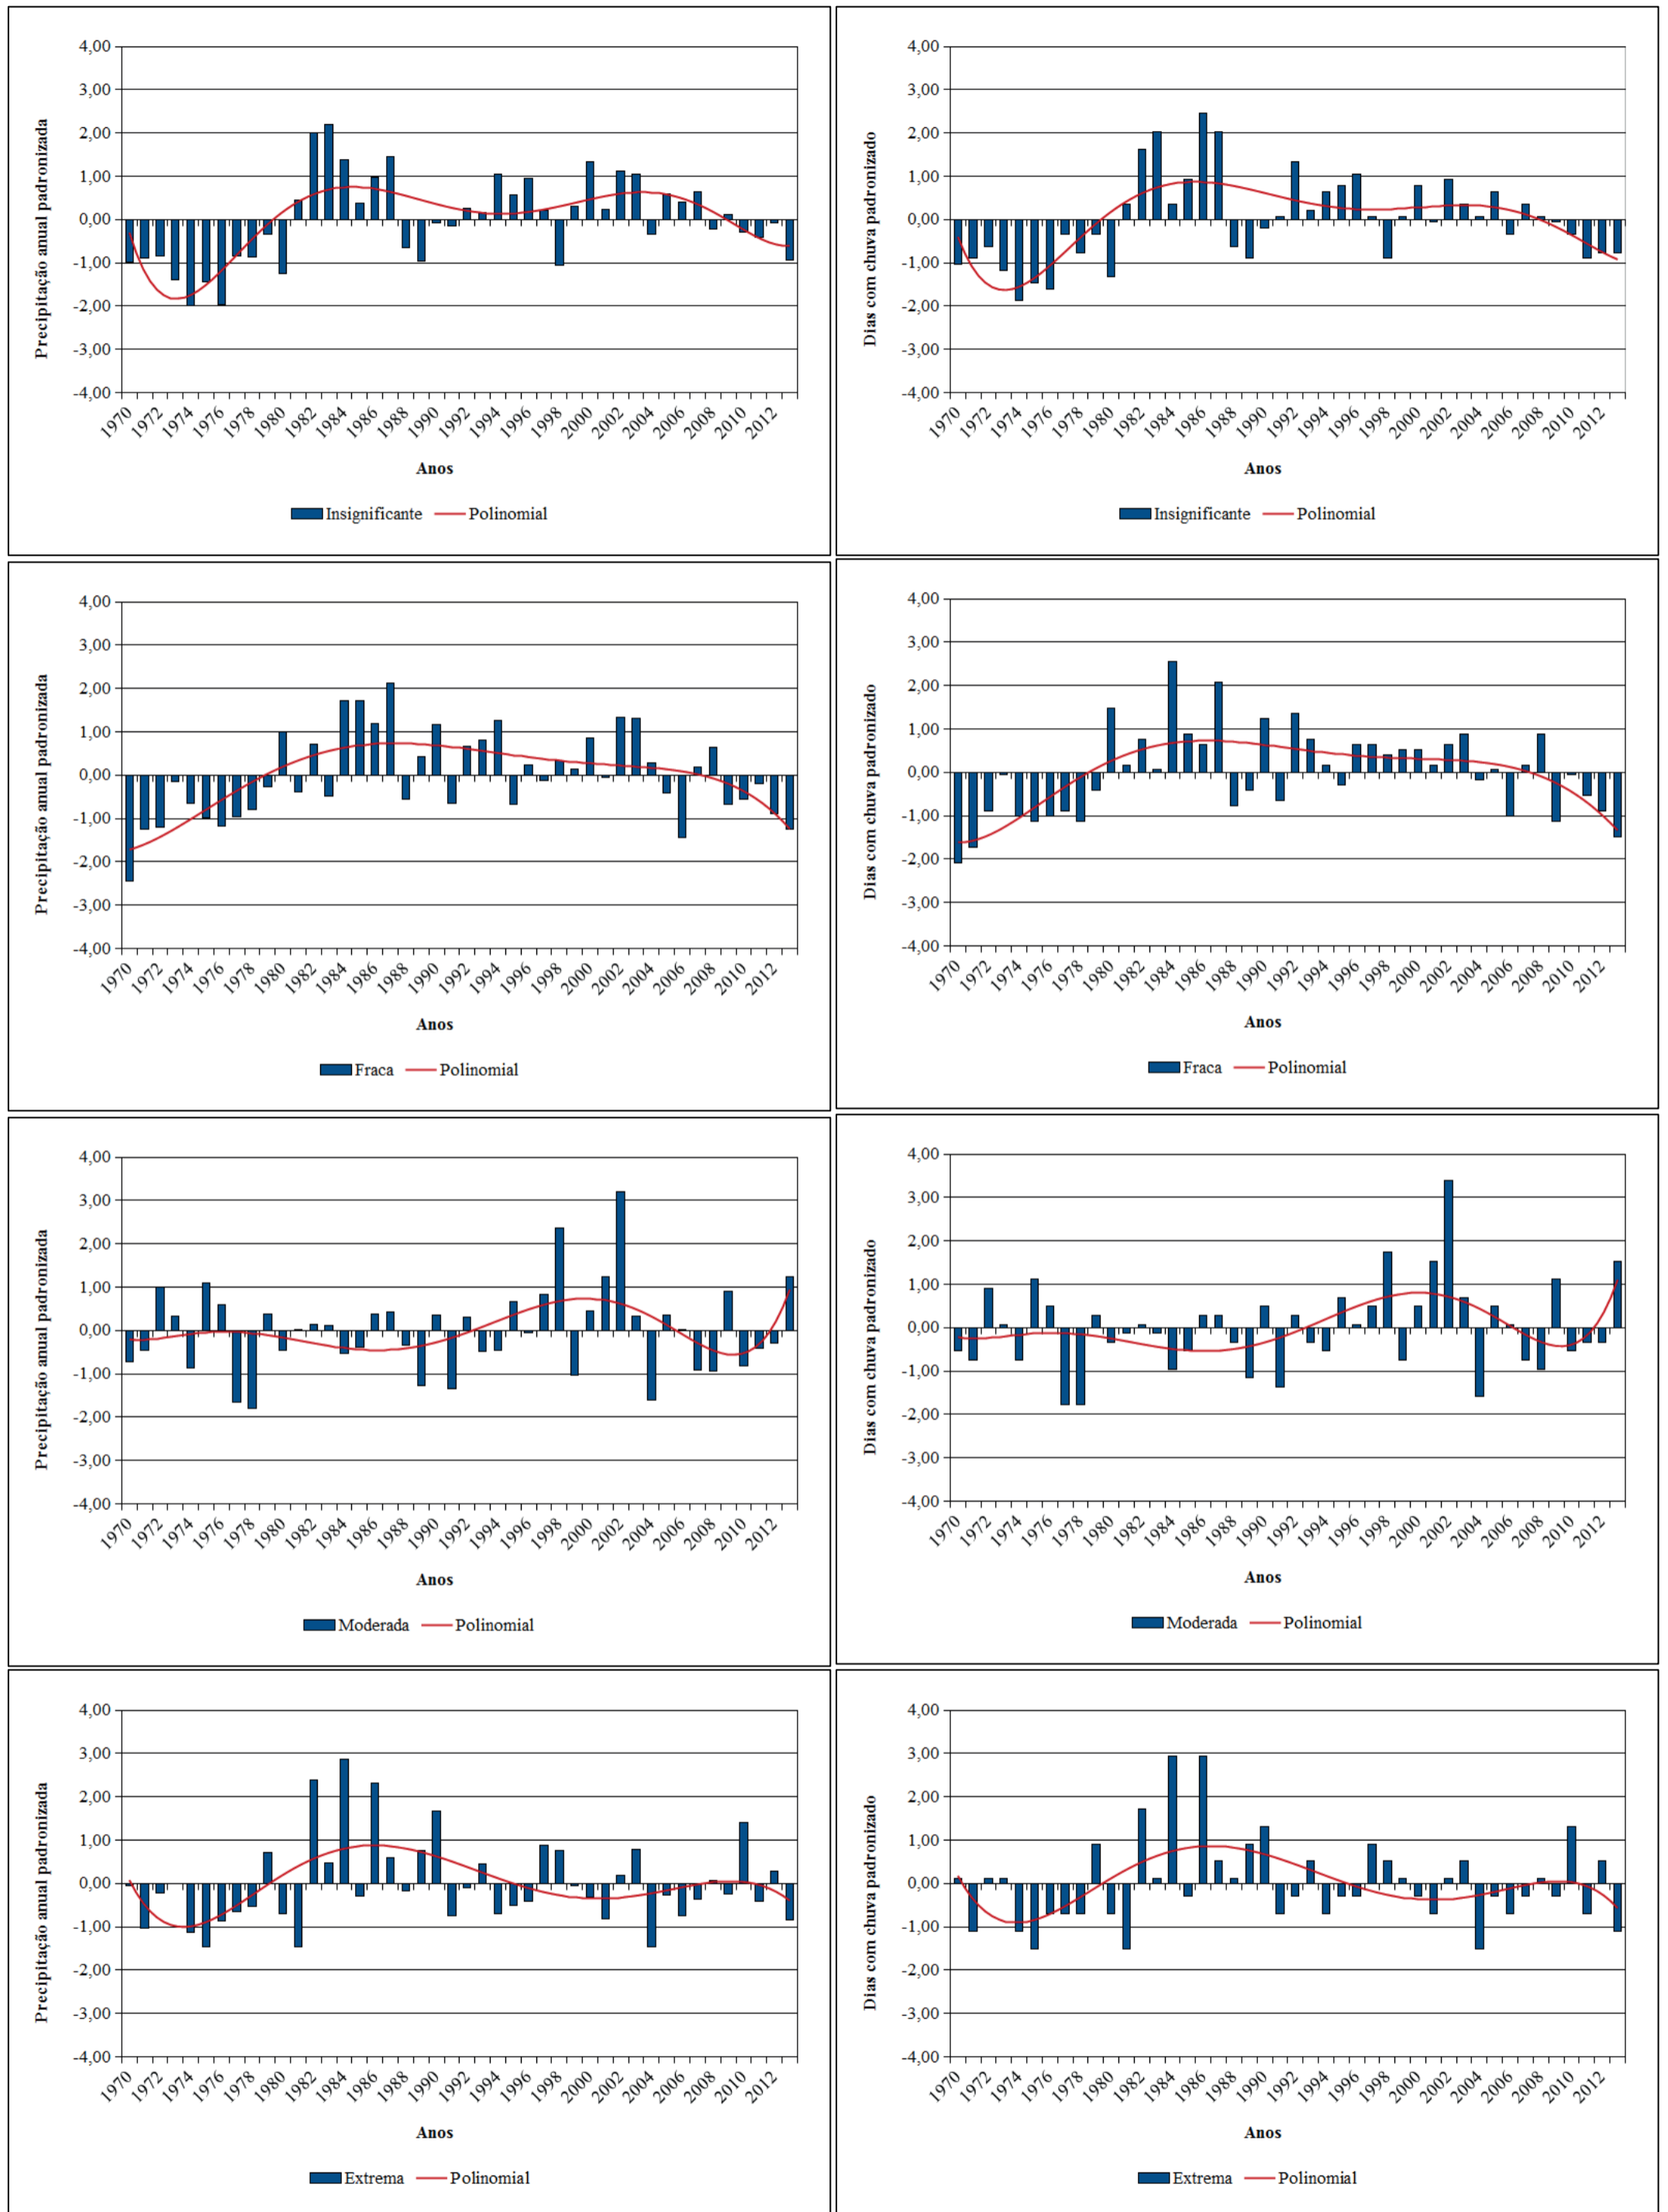 Precipitação anual padronizada
4,00
3,00
2,00
1,00
0,00
-1,00
-2,00
-3,00
-4,00
1970 1972 1974 1976 1978 1980 1982 1984 1986 1988 1990 1992 1994 1996 1998 2000 2002 2004 2006 2008 2010 2012
Anos
Insignificante Polinomial
Dias com chuva padronizado
4,00
3,00
2,00
1,00
0,00
-1,00
-2,00
-3,00
-4,00
1970 1972 1974 1976 1978 1980 1982 1984 1986 1988 1990 1992 1994 1996 1998 2000 2002 2004 2006 2008 2010 2012
Anos
Insignificante Polinomial
Precipitação anual padronizada
4,00
3,00
2,00
1,00
0,00
-1,00
-2,00
-3,00
-4,00
1970 1972 1974 1976 1978 1980 1982 1984 1986 1988 1990 1992 1994 1996 1998 2000 2002 2004 2006 2008 2010 2012
Anos
Fraca Polinomial
Dias com chuva padronizado
4,00
3,00
2,00
1,00
0,00
-1,00
-2,00
-3,00
-4,00
1970 1972 1974 1976 1978 1980 1982 1984 1986 1988 1990 1992 1994 1996 1998 2000 2002 2004 2006 2008 2010 2012
Anos
Fraca Polinomial
Precipitação anual padronizada
4,00
3,00
2,00
1,00
0,00
-1,00
-2,00
-3,00
-4,00
1970 1972 1974 1976 1978 1980 1982 1984 1986 1988 1990 1992 1994 1996 1998 2000 2002 2004 2006 2008 2010 2012
Anos
Moderada Polinomial
Dias com chuva padronizado
4,00
3,00
2,00
1,00
0,00
-1,00
-2,00
-3,00
-4,00
1970 1972 1974 1976 1978 1980 1982 1984 1986 1988 1990 1992 1994 1996 1998 2000 2002 2004 2006 2008 2010 2012
Anos
Moderada Polinomial
Precipitação anual padronizada
4,00
3,00
2,00
1,00
0,00
-1,00
-2,00
-3,00
-4,00
1970 1972 1974 1976 1978 1980 1982 1984 1986 1988 1990 1992 1994 1996 1998 2000 2002 2004 2006 2008 2010 2012
Anos
Extrema Polinomial
Dias com chuva padronizado
4,00
3,00
2,00
1,00
0,00
-1,00
-2,00
-3,00
-4,00
1970 1972 1974 1976 1978 1980 1982 1984 1986 1988 1990 1992 1994 1996 1998 2000 2002 2004 2006 2008 2010 2012
Anos
Extrema Polinomial